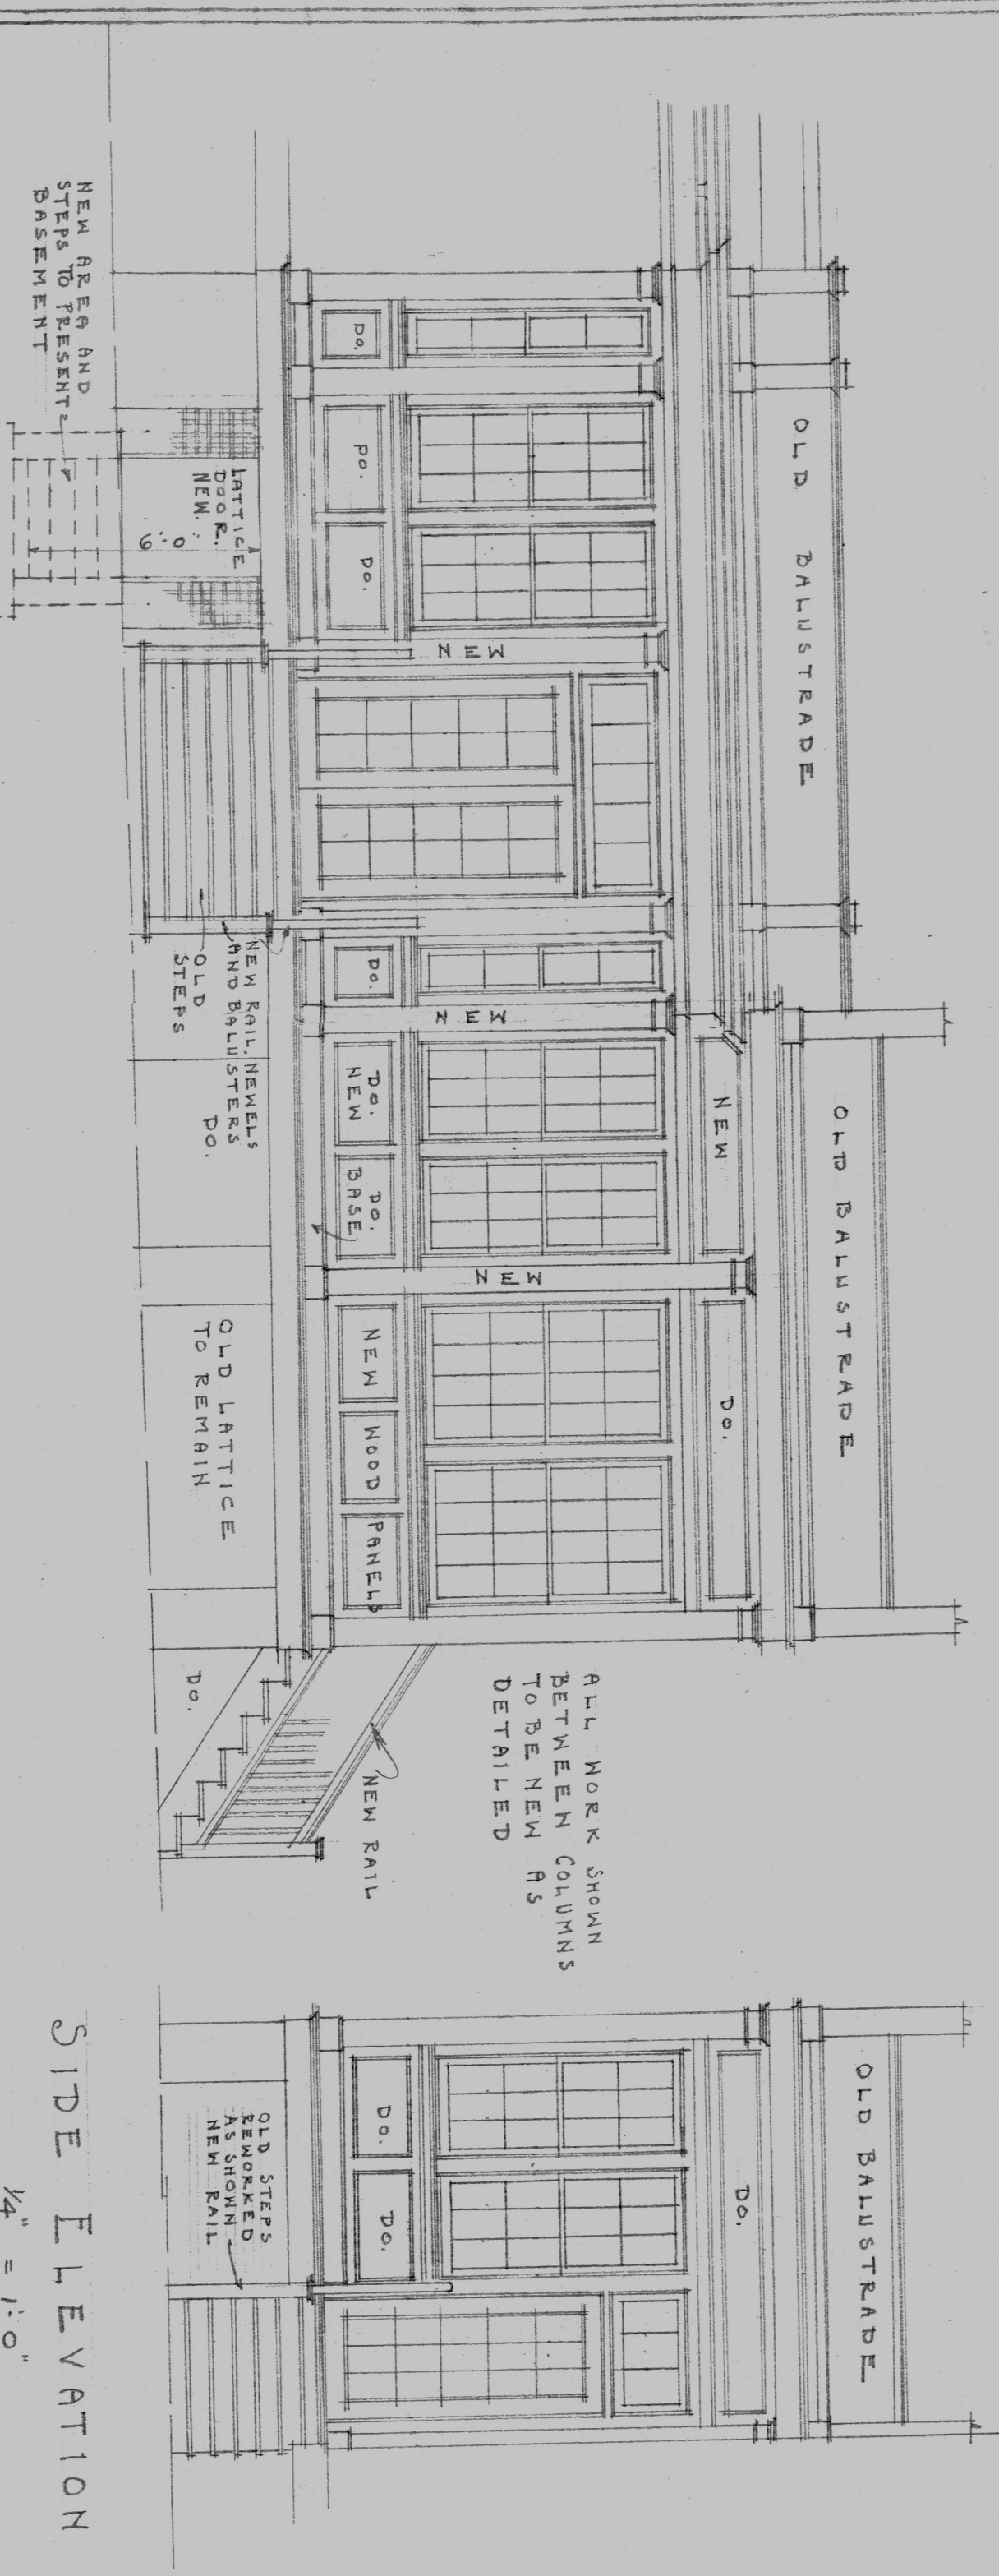 OLD BALUSTRADE
OLD BALUSTRADE
OLD BALUSTRADE
NEW
DO.
DO.
DO.
DO.
DO.
NEW
DO.
NEW
DO.
NEW
DO.
BASE
NEW
NEW
WOOD
PANELS
DO.
DO.
ALL WORK SHOWN
BETWEEN COLUMNS
TO BE NEW AS
DETAILED
NEW RAIL
LATTICE
DOOR.
NEW.
6'-0"
NEW AREA AND
STEPS TO PRESENT
BASEMENT
NEW RAIL, NEWELS
AND BALUSTERS
OLD
STEPS
DO.
OLD LATTICE
TO REMAIN
DO.
OLD STEPS
REWORKED
AS SHOWN
NEW RAIL
SIDE ELEVATION
1/4" = 1'-0"